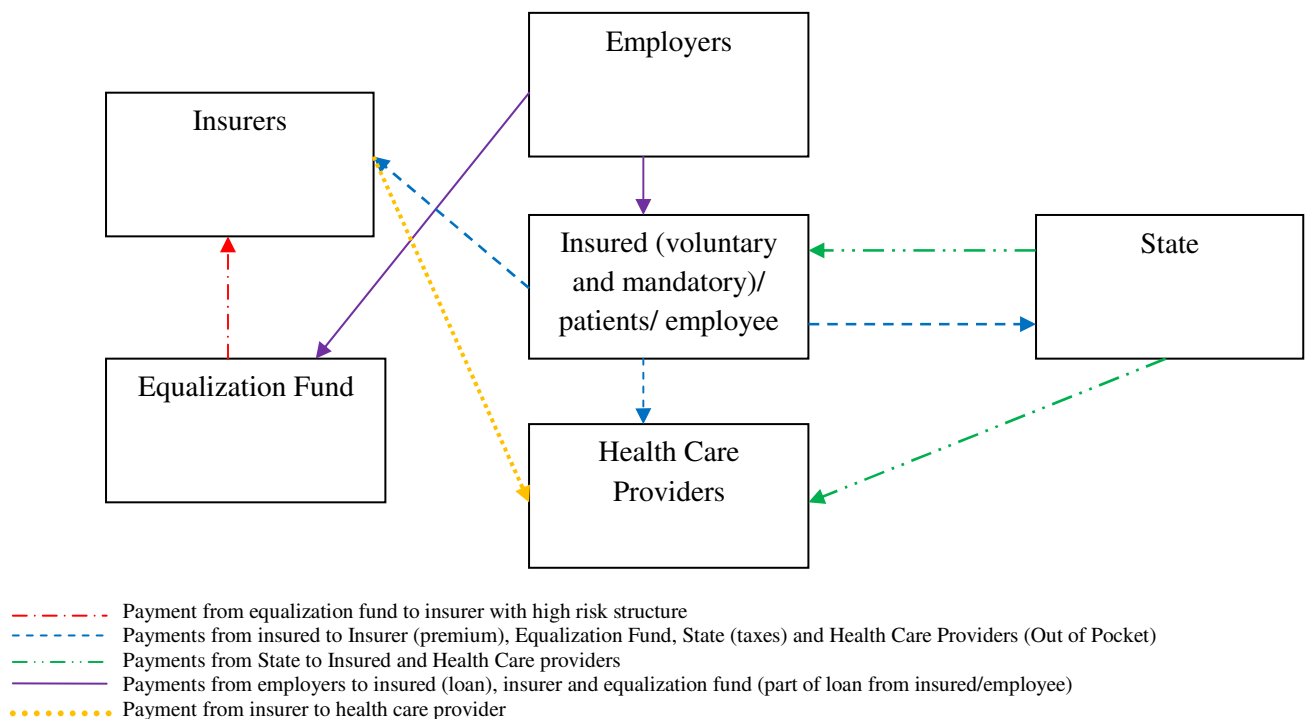 Employers
Insurers
Insured (voluntary
and mandatory)/
patients/ employee
State
Equalization Fund
Health Care
Providers
Payment from equalization fund to insurer with high risk structure
Payments from insured to Insurer (premium), Equalization Fund, State (taxes) and Health Care Providers (Out of Pocket)
Payments from State to Insured and Health Care providers
Payments from employers to insured (loan), insurer and equalization fund (part of loan from insured/employee)
Payment from insurer to health care provider